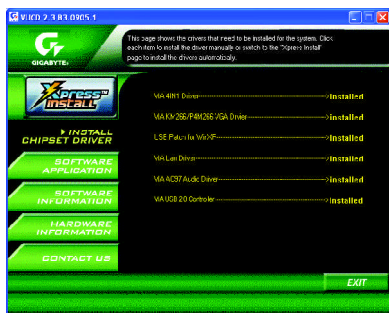 VUCD 2.3 R3.0905.1
GIGABYTE
This page shows the drivers that need to be installed for the system. Click
each item to install the driver manually or switch to the "Xpress Install"
page to install the drivers automatically.
Xpress
INSTALL
INSTALL
CHIPSET DRIVER
SOFTWARE
APPLICATION
SOFTWARE
INFORMATION
HARDWARE
INFORMATION
CONTACT US
VIA 4IN1 Driver Installed
VIA KM266/P4M266 VGA Driver Installed
USB Patch for WinXP Installed
VIA Lan Driver Installed
VIA AC97 Audio Driver Installed
VIA USB 2.0 Controller Installed
EXIT